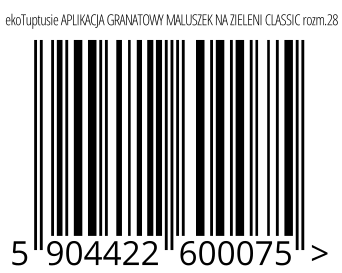 ekoTuptusie APLIKACJA GRANATOWY MALUSZEK NA ZIELENI CLASSIC rozm.28
5 904422 600075 >